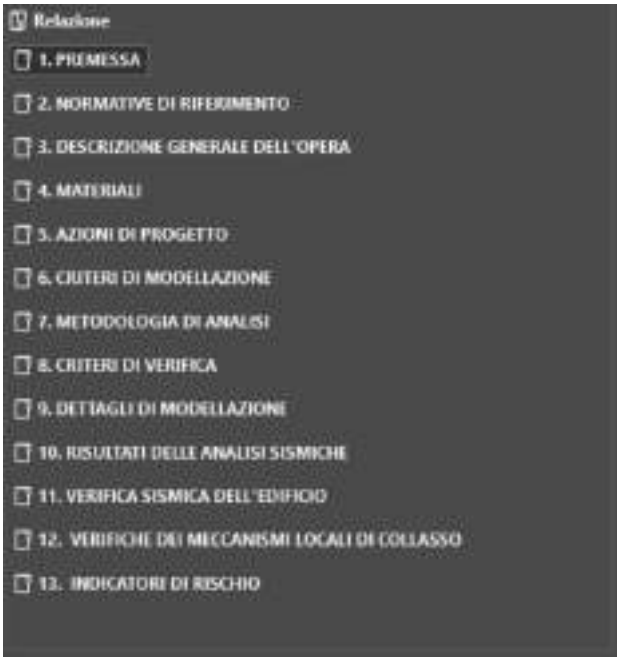 Relazione
1. PREMESSA
2. NORMATIVE DI RIFERIMENTO
3. DESCRIZIONE GENERALE DELL'OPERA
4. MATERIALI
5. AZIONI DI PROGETTO
6. CRITERI DI MODELLAZIONE
7. METODOLOGIA DI ANALISI
8. CRITERI DI VERIFICA
9. DETTAGLI DI MODELLAZIONE
10. RISULTATI DELLE ANALISI SISMICHE
11. VERIFICA SISMICA DELL'EDIFICIO
12. VERIFICHE DEI MECCANISMI LOCALI DI COLLASSO
13. INDICATORI DI RISCHIO